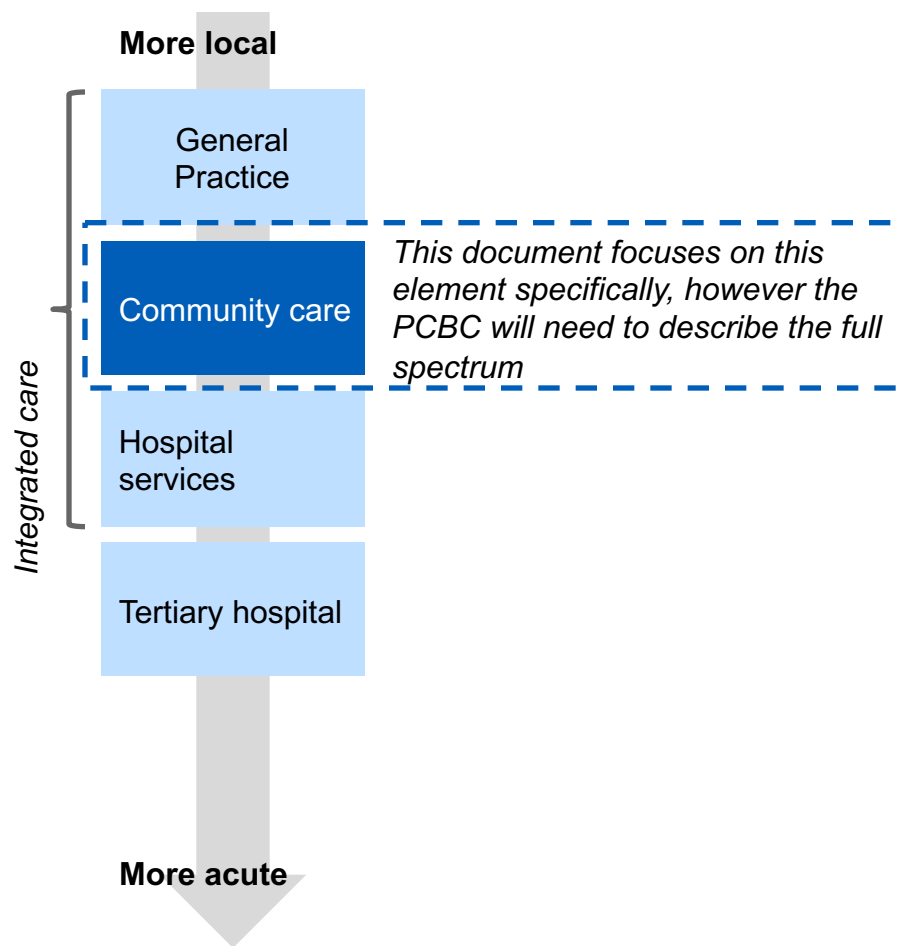 More local
General
Practice
This document focuses on this
element specifically, however the
PCBC will need to describe the full
spectrum
Community care
Integrated care
Hospital
services
Tertiary hospital
More acute